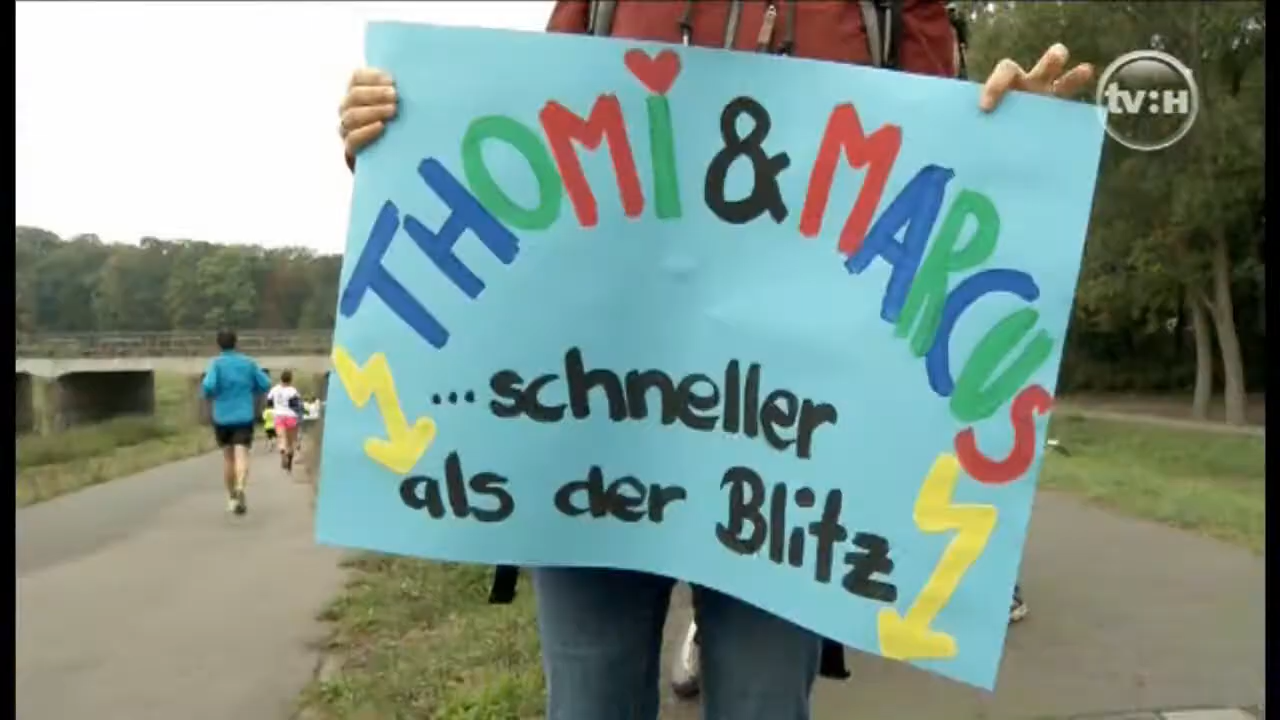 tv:H
THOMi & MARCUS
...schneller
als der Blitz